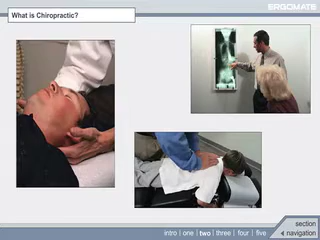 ERGOMATE
What is Chiropractic?
section
intro | one | two | three | four | five
navigation